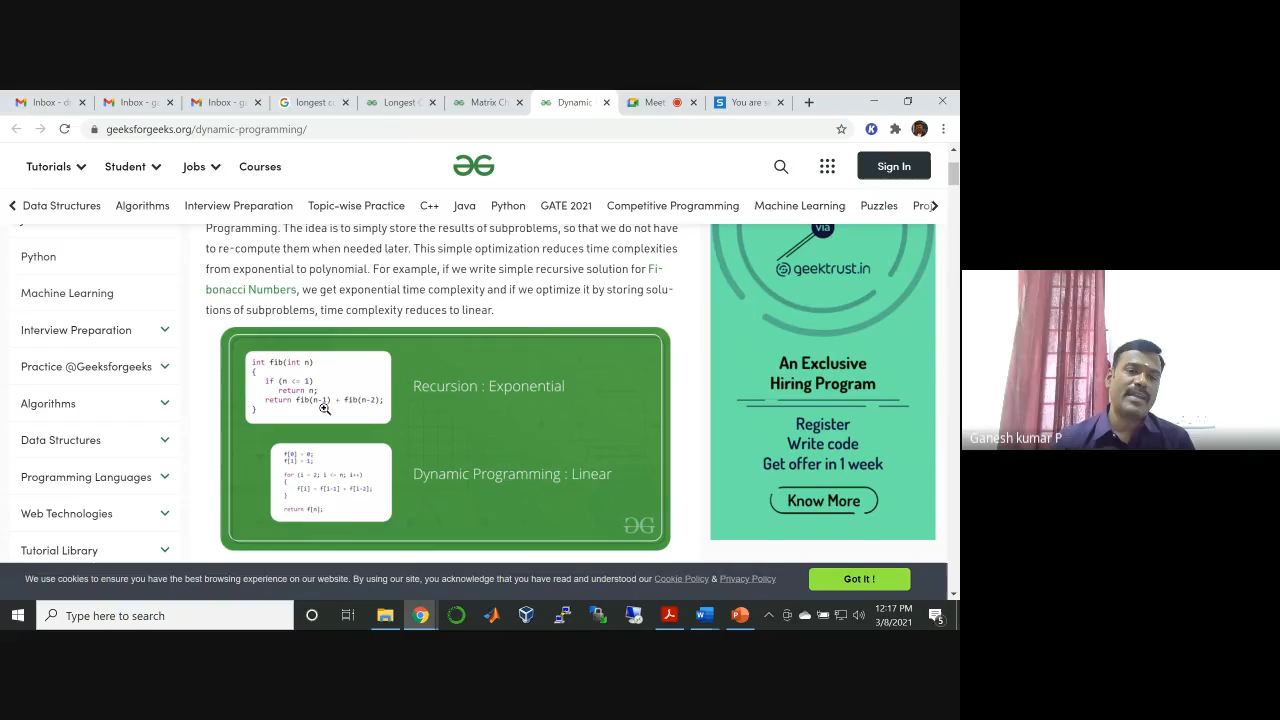 Inbox - d
Inbox - g
Inbox - g
longest c
Longest
Matrix Ch
Dynamic
Meet
You are s
geeksforgeeks.org/dynamic-programming/
Tutorials
Student
Jobs
Courses
Sign In
Data Structures
Algorithms
Interview Preparation
Topic-wise Practice
C++
Java
Python
GATE 2021
Competitive Programming
Machine Learning
Puzzles
Python
Machine Learning
Interview Preparation
Practice @Geeksforgeeks
Algorithms
Data Structures
Programming Languages
Web Technologies
Tutorial Library
Programming. The idea is to simply store the results of subproblems, so that we do not have
to re-compute them when needed later. This simple optimization reduces time complexities
from exponential to polynomial. For example, if we write simple recursive solution for Fi-
bonacci Numbers, we get exponential time complexity and if we optimize it by storing solu-
tions of subproblems, time complexity reduces to linear.
int fib(int n)
{
if (n <= 1)
return n;
return fib(n-1) + fib(n-2);
}
Recursion : Exponential
f[0] = 0;
f[1] = 1;
for (i = 2; i <= n; i++)
{
f[i] = f[i-1] + f[i-2];
}
return f[n];
Dynamic Programming : Linear
via
@ geektrust.in
An Exclusive
Hiring Program
Register
Write code
Get offer in 1 week
Know More
We use cookies to ensure you have the best browsing experience on our website. By using our site, you acknowledge that you have read and understood our Cookie Policy & Privacy Policy
Got It !
Type here to search
12:17 PM
3/8/2021
5
Ganesh kumar P